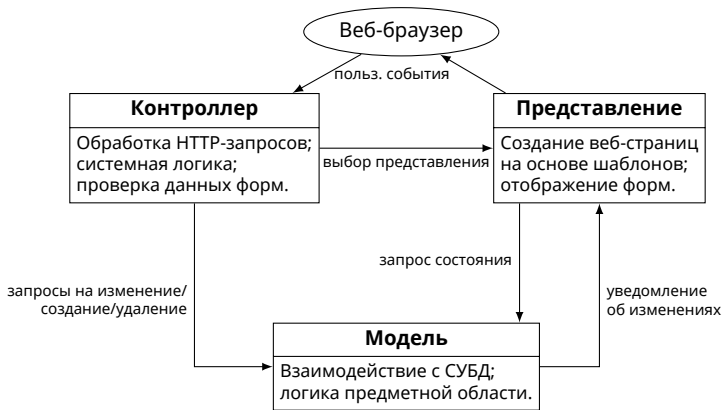 Веб-браузер
польз. события
Контроллер
Обработка HTTP-запросов;
системная логика;
проверка данных форм.
выбор представления
Представление
Создание веб-страниц
на основе шаблонов;
отображение форм.
запросы на изменение/
создание/удаление
запрос состояния
уведомление
об изменениях
Модель
Взаимодействие с СУБД;
логика предметной области.